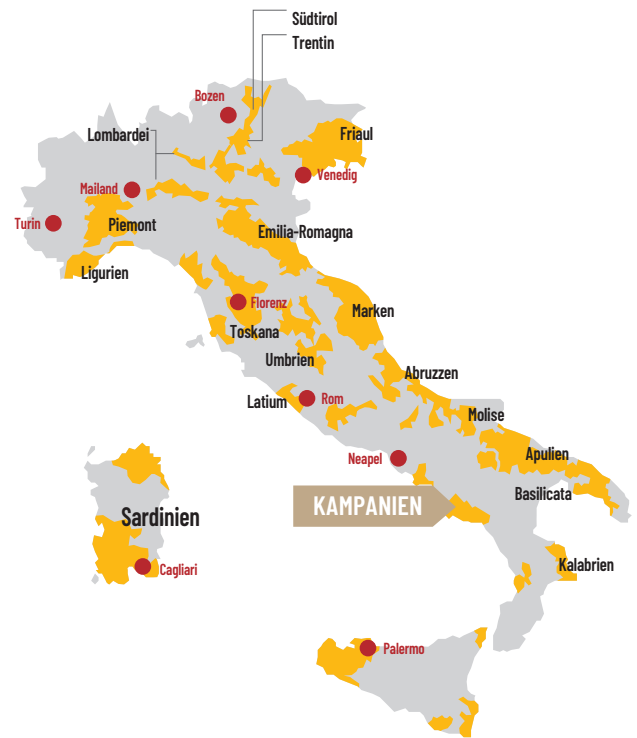 Südtirol
Trentin
Bozen
Lombardei
Friaul
Venedig
Mailand
Turin
Piemont
Emilia-Romagna
Ligurien
Florenz
Marken
Toskana
Umbrien
Abruzzen
Latium
Rom
Molise
Neapel
Apulien
Basilicata
KAMPANIEN
Sardinien
Kalabrien
Cagliari
Palermo